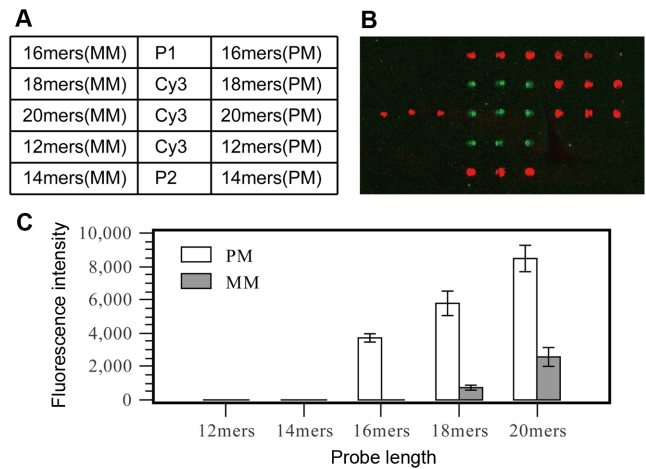 A
B
16mers(MM) P1 16mers(PM)
18mers(MM) Cy3 18mers(PM)
20mers(MM) Cy3 20mers(PM)
12mers(MM) Cy3 12mers(PM)
14mers(MM) P2 14mers(PM)
C
Fluorescence intensity
10,000
8,000
6,000
4,000
2,000
0
PM
MM
12mers 14mers 16mers 18mers 20mers
Probe length